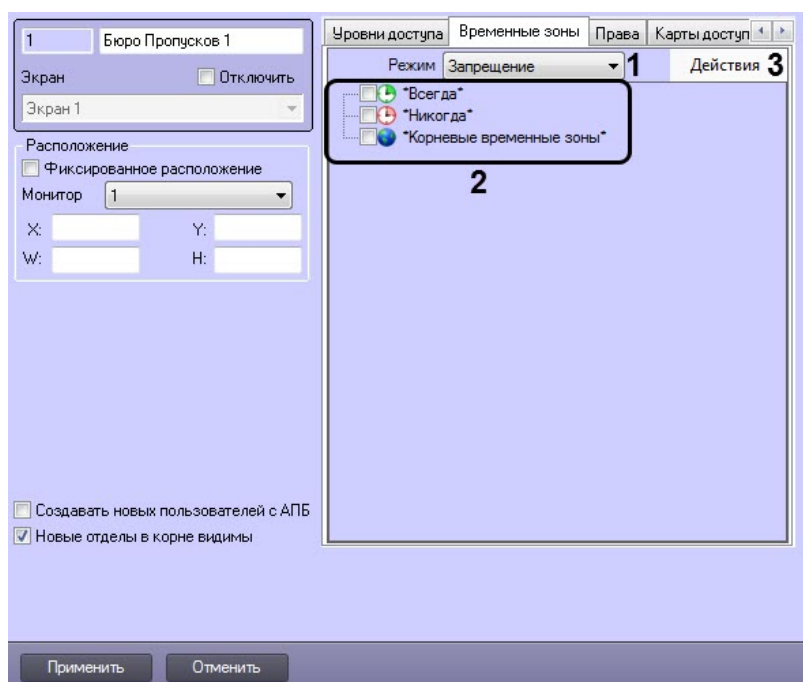 1 Бюро Пропусков 1
Экран Отключить
Экран 1
Расположение
Фиксированное расположение
Монитор 1
X: Y:
W: H:
Создавать новых пользователей с АПБ
Новые отделы в корне видимы
Уровни доступа Временные зоны Права Карты доступ
Режим Запрещение 1 Действия 3
*Всегда*
*Никогда*
*Корневые временные зоны*
2
Применить Отменить